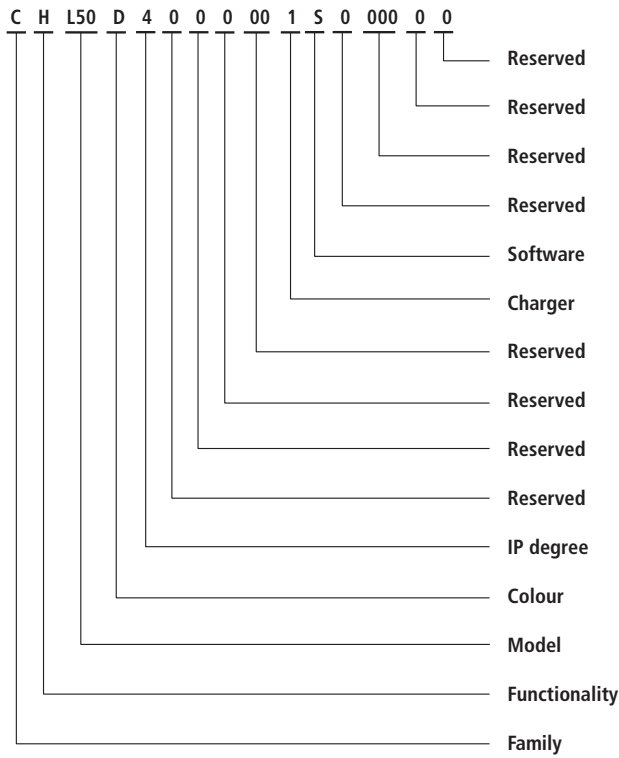 C H L50 D 4 0 0 0 00 1 S 0 000 0 0
Reserved
Reserved
Reserved
Reserved
Software
Charger
Reserved
Reserved
Reserved
Reserved
IP degree
Colour
Model
Functionality
Family